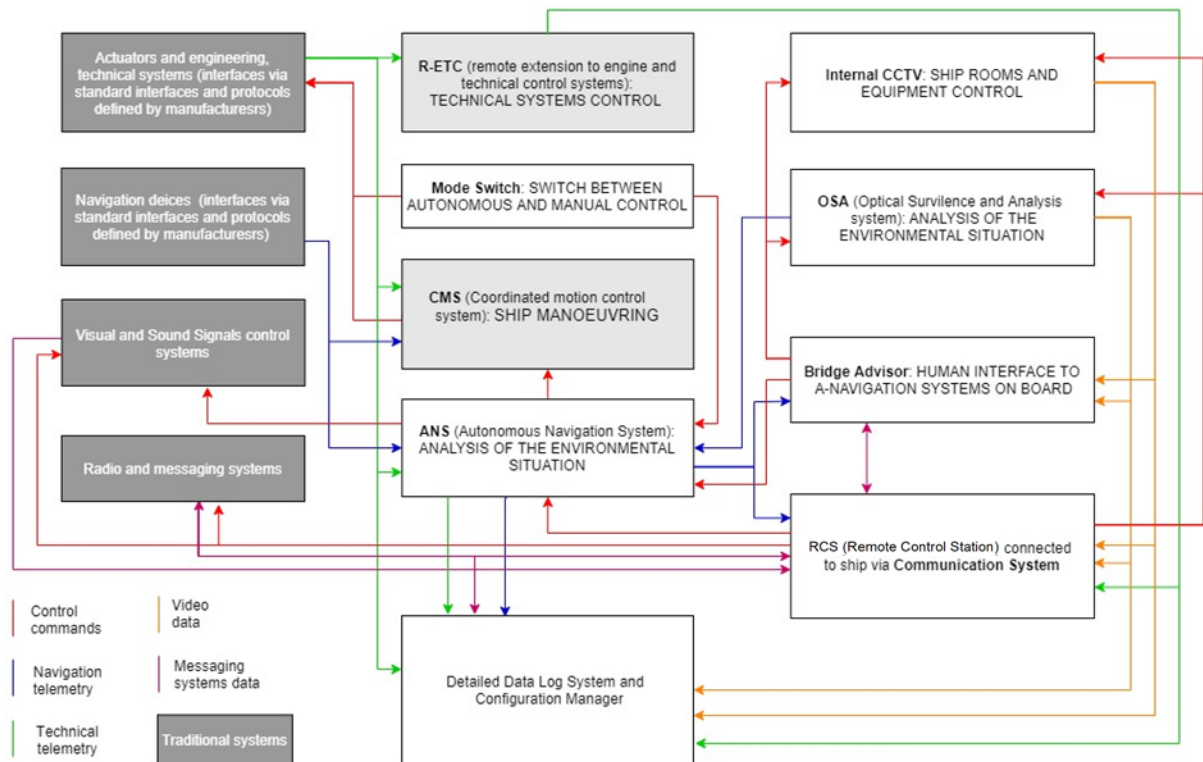 Actuators and engineering,
technical systems (interfaces via
standard interfaces and protocols
defined by manufacturesrs)
R-ETC (remote extension to engine and
technical control systems):
TECHNICAL SYSTEMS CONTROL
Internal CCTV: SHIP ROOMS AND
EQUIPMENT CONTROL
Navigation deices (interfaces via
standard interfaces and protocols
defined by manufacturesrs)
Mode Switch: SWITCH BETWEEN
AUTONOMOUS AND MANUAL CONTROL
OSA (Optical Survilence and Analysis
system): ANALYSIS OF THE
ENVIRONMENTAL SITUATION
Visual and Sound Signals control
systems
CMS (Coordinated motion control
system): SHIP MANOEUVRING
Bridge Advisor: HUMAN INTERFACE TO
A-NAVIGATION SYSTEMS ON BOARD
Radio and messaging systems
ANS (Autonomous Navigation System):
ANALYSIS OF THE ENVIRONMENTAL
SITUATION
RCS (Remote Control Station) connected
to ship via Communication System
Detailed Data Log System and
Configuration Manager
Control
commands
Video
data
Navigation
telemetry
Messaging
systems data
Technical
telemetry
Traditional systems